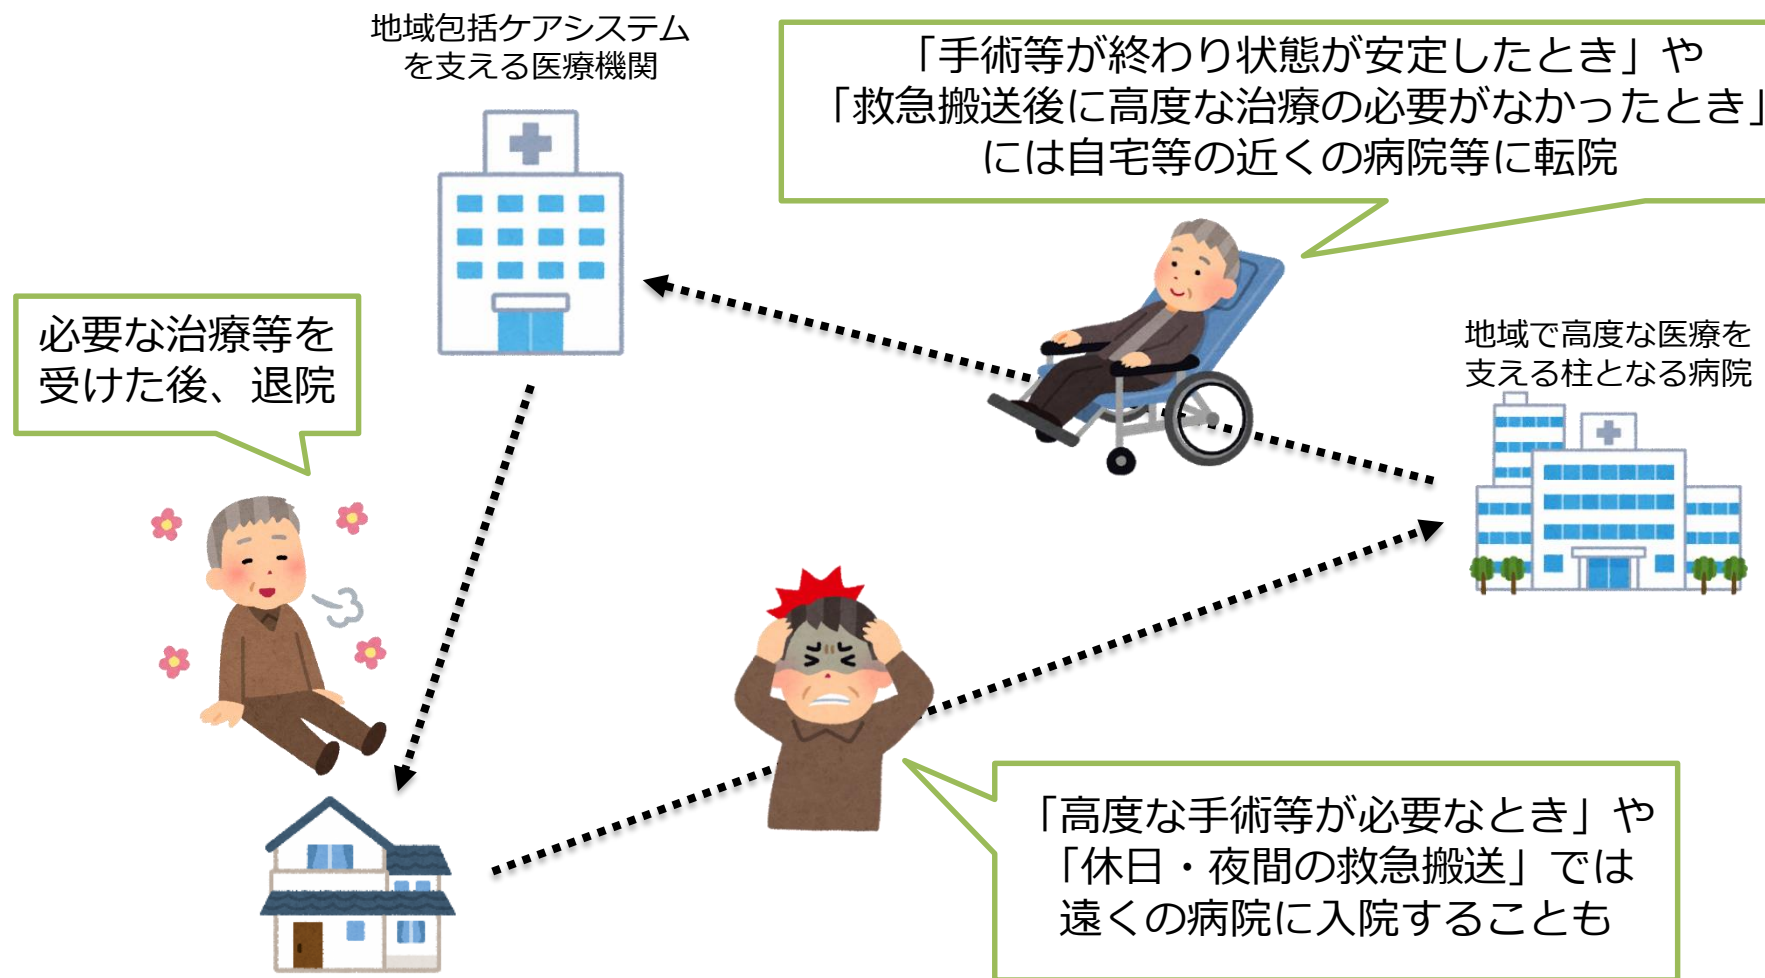 地域包括ケアシステム
を支える医療機関
「手術等が終わり状態が安定したとき」や
「救急搬送後に高度な治療の必要がなかったとき」
には自宅等の近くの病院等に転院
必要な治療等を
受けた後、退院
地域で高度な医療を
支える柱となる病院
「高度な手術等が必要なとき」や
「休日・夜間の救急搬送」では
遠くの病院に入院することも